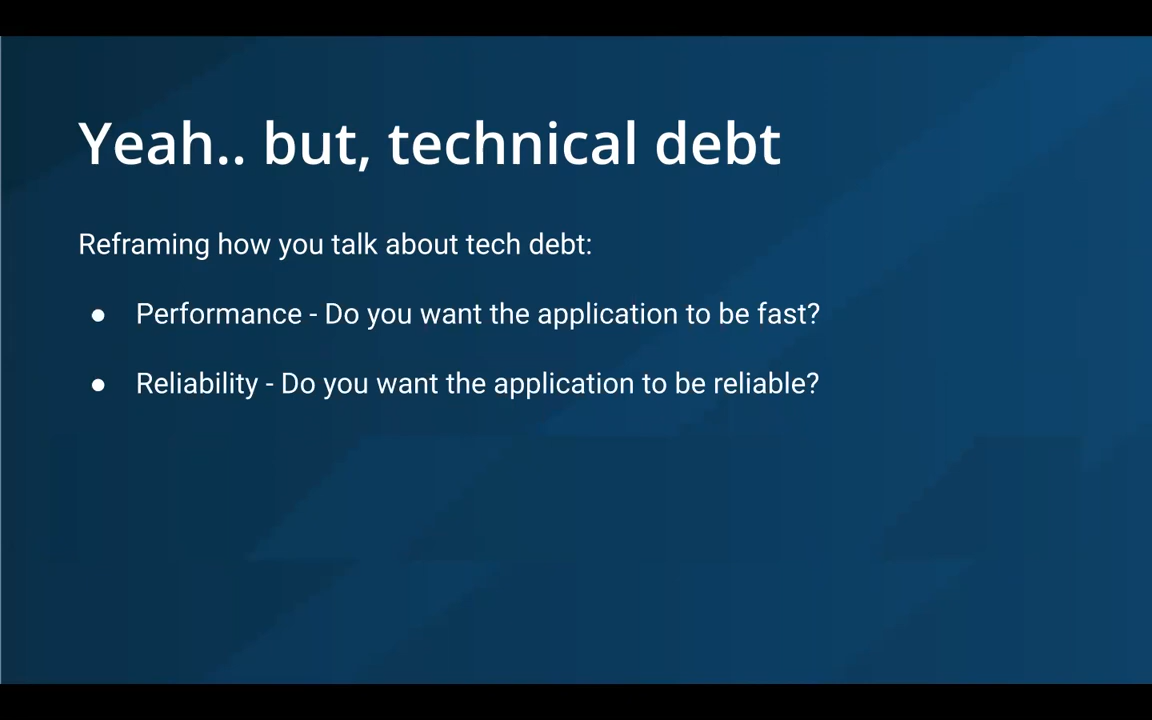 Yeah.. but, technical debt
Reframing how you talk about tech debt:
● Performance - Do you want the application to be fast?
● Reliability - Do you want the application to be reliable?